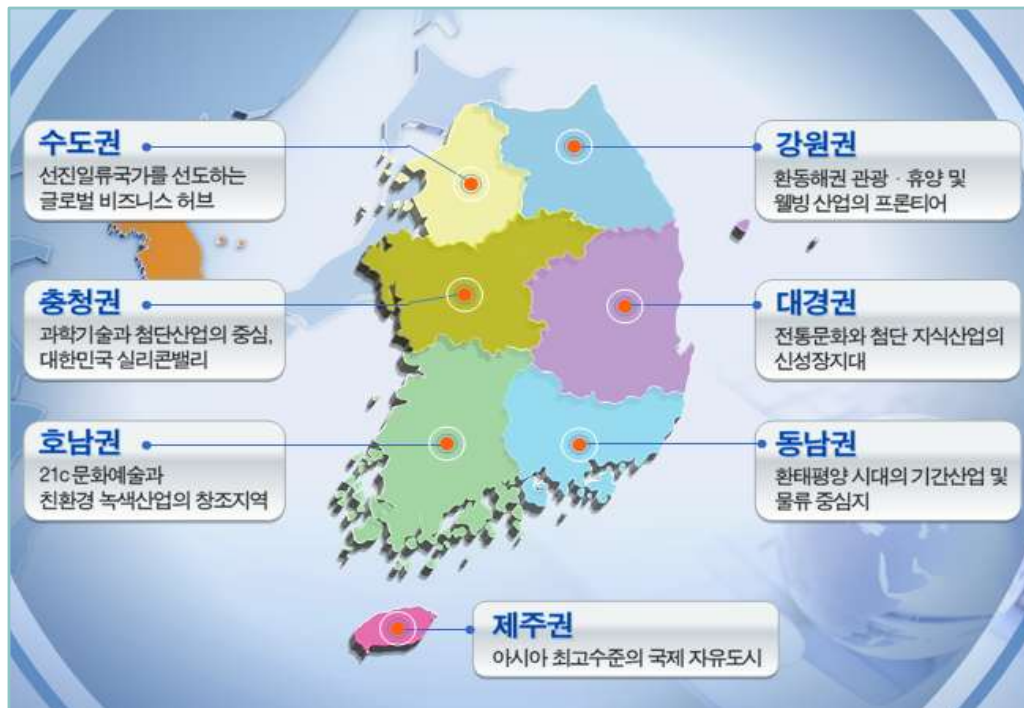 수도권
선진일류국가를 선도하는
글로벌 비즈니스 허브
강원권
환동해권 관광 · 휴양 및
웰빙 산업의 프론티어
충청권
과학기술과 첨단산업의 중심,
대한민국 실리콘밸리
대경권
전통문화와 첨단 지식산업의
신성장지대
호남권
21c 문화예술과
친환경 녹색산업의 창조지역
동남권
환태평양 시대의 기간산업 및
물류 중심지
제주권
아시아 최고수준의 국제 자유도시